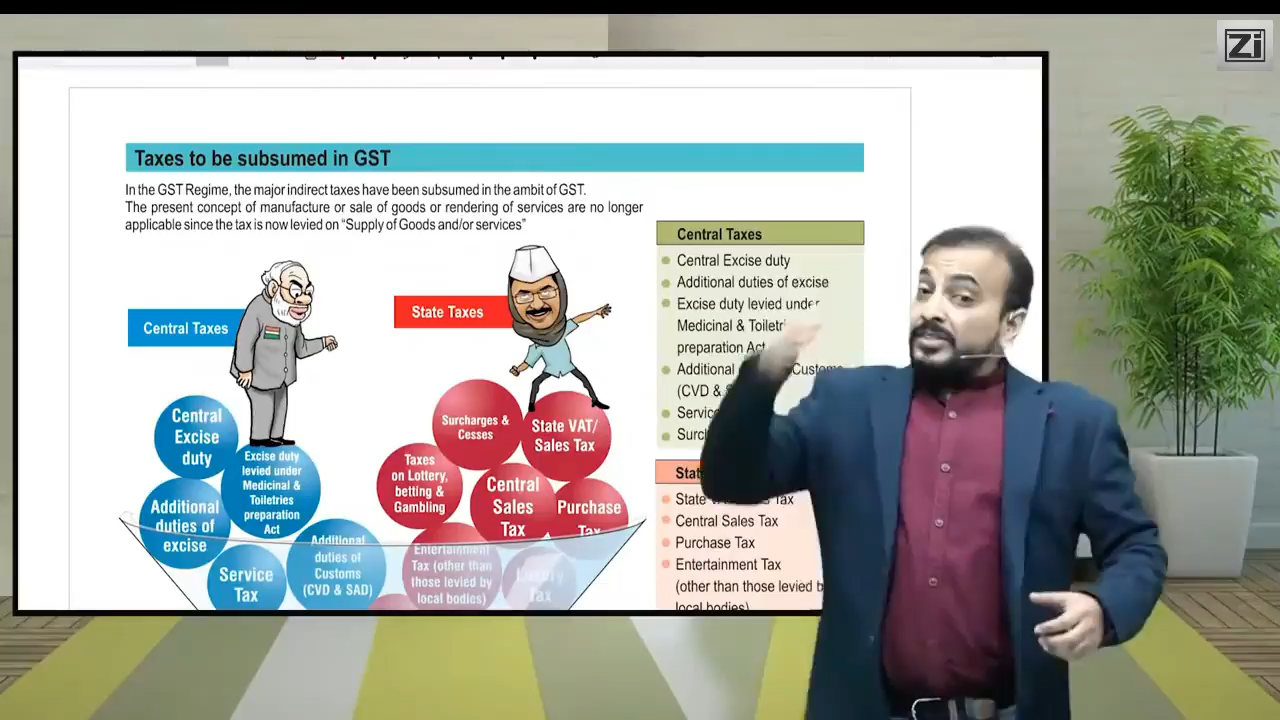 Zi
Taxes to be subsumed in GST
In the GST Regime, the major indirect taxes have been subsumed in the ambit of GST.
The present concept of manufacture or sale of goods or rendering of services are no longer
applicable since the tax is now levied on “Supply of Goods and/or services”
Central Taxes
State Taxes
Central
Excise
duty
Excise duty
levied under
Medicinal &
Toiletries
preparation
Act
Additional
duties of
excise
Service
Tax
Additional
duties of
Customs
(CVD & SAD)
Surcharges &
Cesses
State VAT/
Sales Tax
Taxes
on Lottery,
betting &
Gambling
Central
Sales
Tax
Purchase
Tax
Entertainment
Tax (other than
those levied by
local bodies)
Luxury
Tax
Central Taxes
Central Excise duty
Additional duties of excise
Excise duty levied under
Medicinal &
preparation Act
Additional
(CVD &
State
Tax
Central Sales Tax
Purchase Tax
Entertainment Tax
(other than those levied
local bodies)